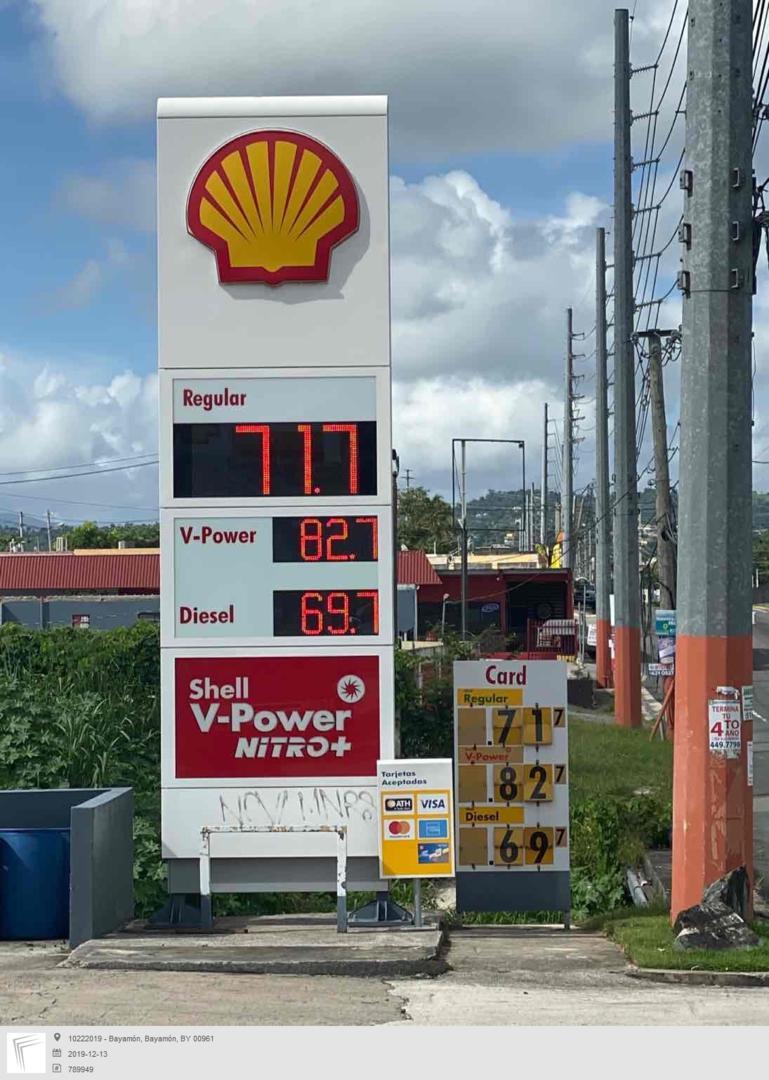 Regular
71.7
V-Power
82.7
Diesel
69.7
Shell
V-Power
NiTRO+
Tarjetas
Aceptadas
ATH
VISA
Card
Regular
.71 7
V-Power
.82 7
Diesel
.69 7
TERMINA
TU
4TO
AÑO
449.7798
10222019 - Bayamón, Bayamón, BY 00961
2019-12-13
789949